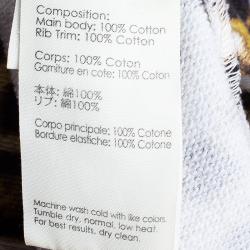 Composition:
Main body: 100% Cotton
Rib Trim: 100% Cotton
Corps: 100% Coton
Garniture en cote: 100% Coton
本体: 綿100%
リブ: 綿100%
Corpo principale: 100% Cotone
Bordure elastiche: 100% Cotone
Machine wash cold with like colors.
Tumble dry, normal, low heat.
For best results, dry clean.